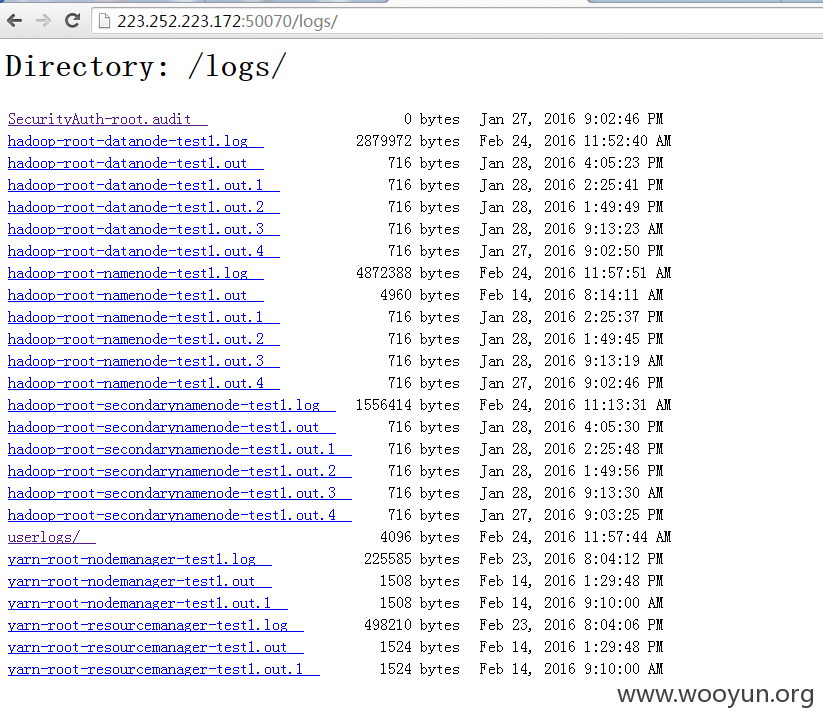 223.252.223.172:50070/logs/
Directory: /logs/
SecurityAuth-root.audit 0 bytes Jan 27, 2016 9:02:46 PM
hadoop-root-datanode-test1.log 2879972 bytes Feb 24, 2016 11:52:40 AM
hadoop-root-datanode-test1.out 716 bytes Jan 28, 2016 4:05:23 PM
hadoop-root-datanode-test1.out.1 716 bytes Jan 28, 2016 2:25:41 PM
hadoop-root-datanode-test1.out.2 716 bytes Jan 28, 2016 1:49:49 PM
hadoop-root-datanode-test1.out.3 716 bytes Jan 28, 2016 9:13:23 AM
hadoop-root-datanode-test1.out.4 716 bytes Jan 27, 2016 9:02:50 PM
hadoop-root-namenode-test1.log 4872388 bytes Feb 24, 2016 11:57:51 AM
hadoop-root-namenode-test1.out 4960 bytes Feb 14, 2016 8:14:11 AM
hadoop-root-namenode-test1.out.1 716 bytes Jan 28, 2016 2:25:37 PM
hadoop-root-namenode-test1.out.2 716 bytes Jan 28, 2016 1:49:45 PM
hadoop-root-namenode-test1.out.3 716 bytes Jan 28, 2016 9:13:19 AM
hadoop-root-namenode-test1.out.4 716 bytes Jan 27, 2016 9:02:46 PM
hadoop-root-secondarynamenode-test1.log 1556414 bytes Feb 24, 2016 11:13:31 AM
hadoop-root-secondarynamenode-test1.out 716 bytes Jan 28, 2016 4:05:30 PM
hadoop-root-secondarynamenode-test1.out.1 716 bytes Jan 28, 2016 2:25:48 PM
hadoop-root-secondarynamenode-test1.out.2 716 bytes Jan 28, 2016 1:49:56 PM
hadoop-root-secondarynamenode-test1.out.3 716 bytes Jan 28, 2016 9:13:30 AM
hadoop-root-secondarynamenode-test1.out.4 716 bytes Jan 27, 2016 9:03:25 PM
userlogs/ 4096 bytes Feb 24, 2016 11:57:44 AM
yarn-root-nodemanager-test1.log 225585 bytes Feb 23, 2016 8:04:12 PM
yarn-root-nodemanager-test1.out 1508 bytes Feb 14, 2016 1:29:48 PM
yarn-root-nodemanager-test1.out.1 1508 bytes Feb 14, 2016 9:10:00 AM
yarn-root-resourcemanager-test1.log 498210 bytes Feb 23, 2016 8:04:06 PM
yarn-root-resourcemanager-test1.out 1524 bytes Feb 14, 2016 1:29:48 PM
yarn-root-resourcemanager-test1.out.1 1524 bytes Feb 14, 2016 9:10:00 AM
www.wooyun.org